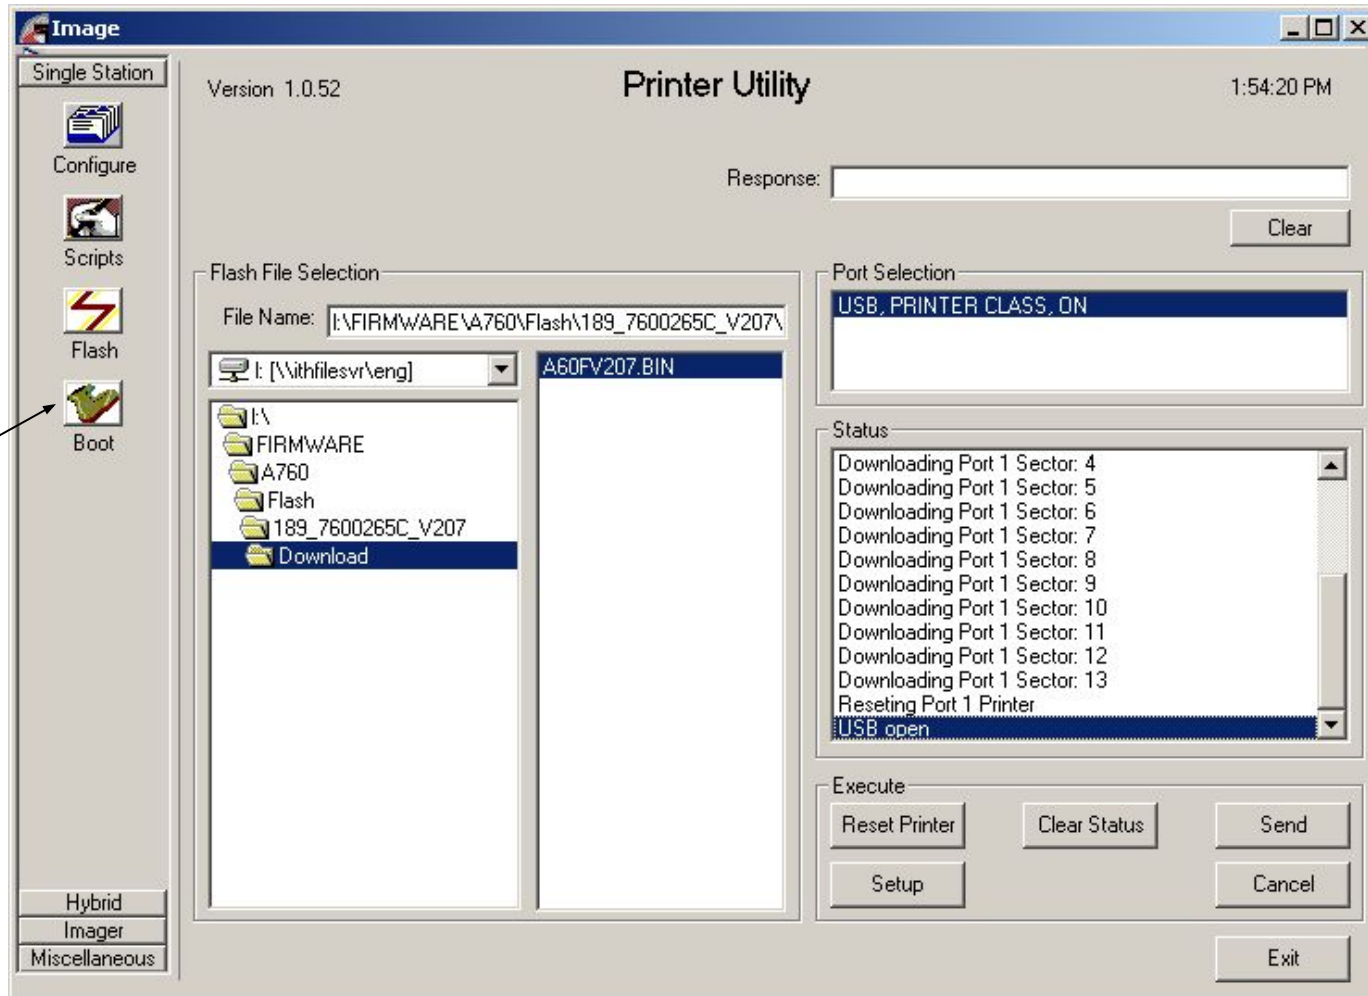 Image
Single Station
Configure
Scripts
Flash
Boot
Hybrid
Imager
Miscellaneous
Version 1.0.52
Printer Utility
1:54:20 PM
Response:
Clear
Flash File Selection
File Name: I:\FIRMWARE\A760\Flash\189_7600265C_V207\
I: [\\ithfilesvr\eng]
I:\
FIRMWARE
A760
Flash
189_7600265C_V207
Download
A60FV207.BIN
Port Selection
USB, PRINTER CLASS, ON
Status
Downloading Port 1 Sector: 4
Downloading Port 1 Sector: 5
Downloading Port 1 Sector: 6
Downloading Port 1 Sector: 7
Downloading Port 1 Sector: 8
Downloading Port 1 Sector: 9
Downloading Port 1 Sector: 10
Downloading Port 1 Sector: 11
Downloading Port 1 Sector: 12
Downloading Port 1 Sector: 13
Reseting Port 1 Printer
USB open
Execute
Reset Printer
Clear Status
Send
Setup
Cancel
Exit